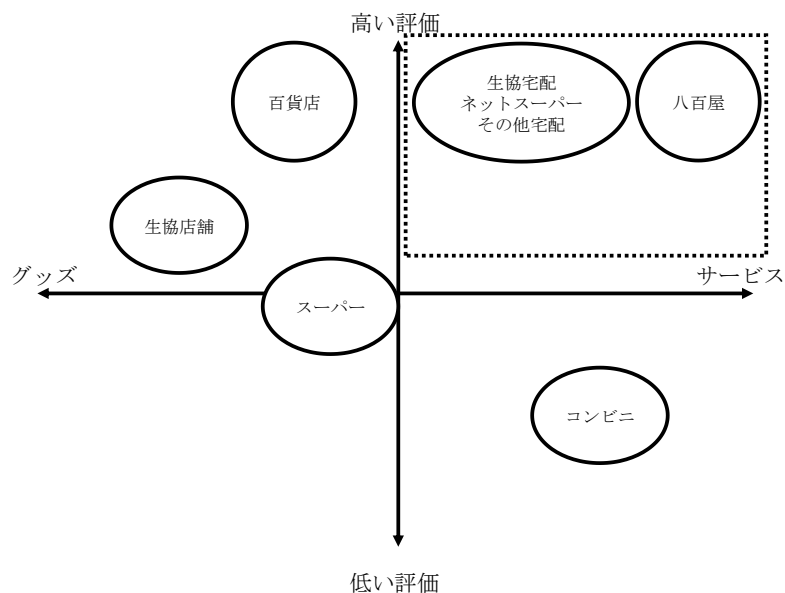 高い評価
百貨店
生協宅配
ネットスーパー
その他宅配
八百屋
生協店舗
グッズ
サービス
スーパー
コンビニ
低い評価